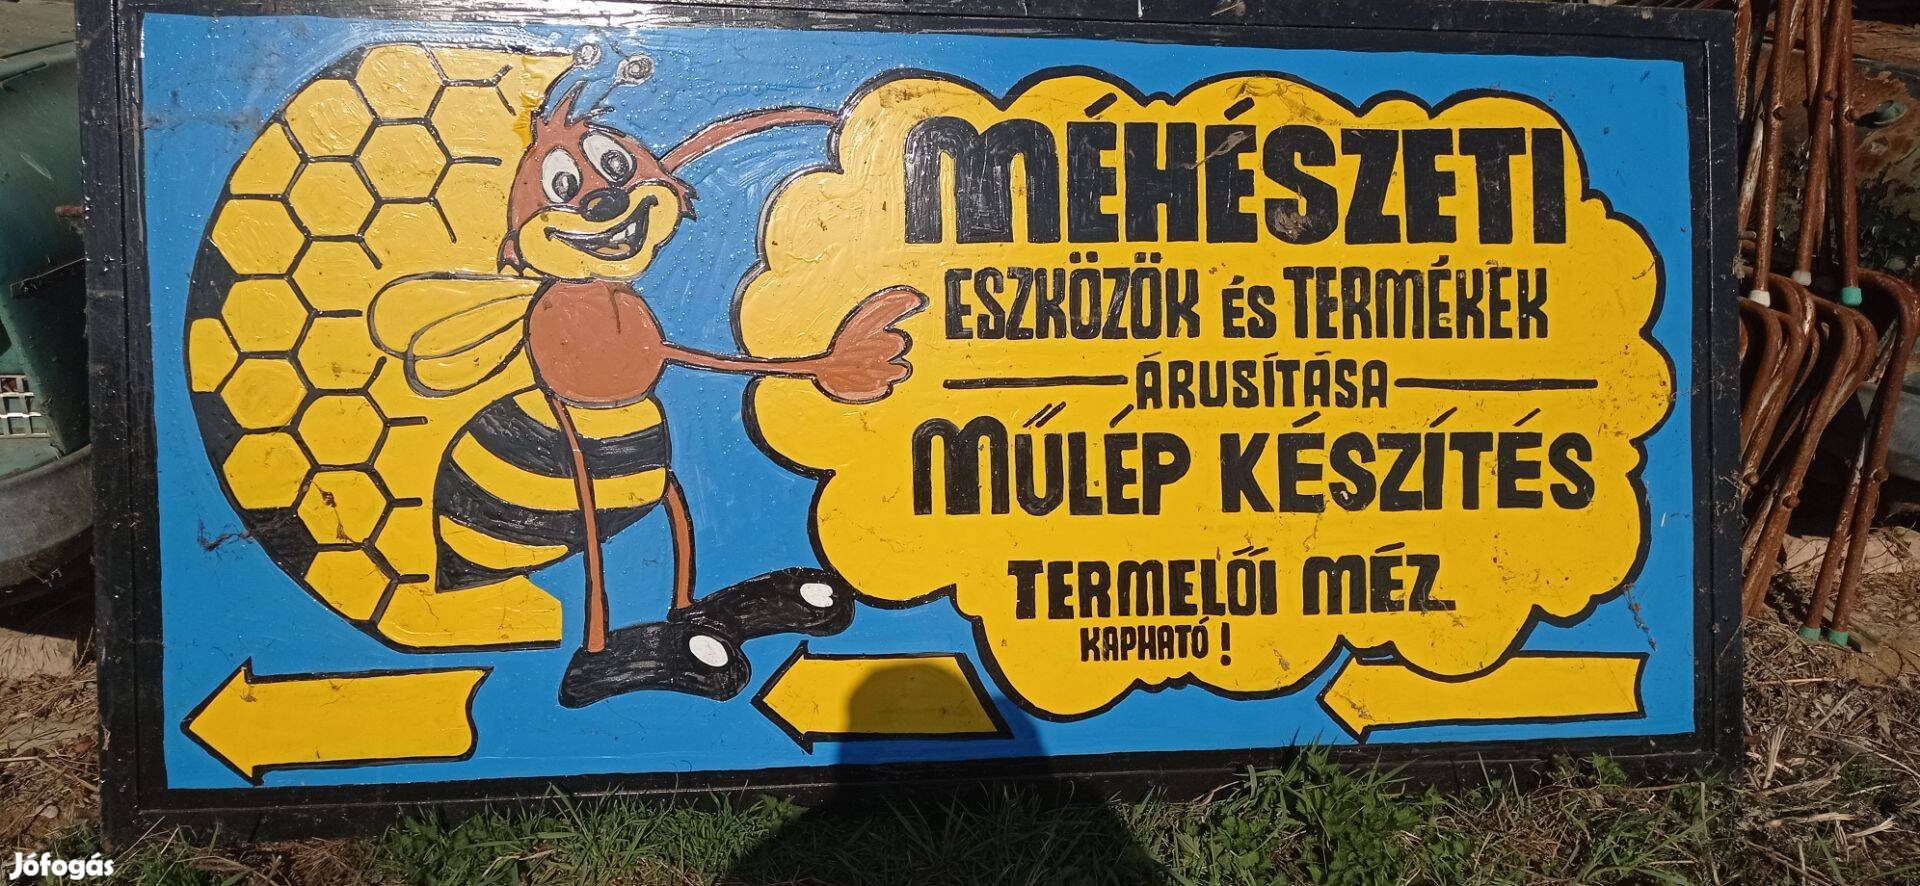 MÉHÉSZETI
ESZKÖZÖK és TERMÉKEK
ÁRUSÍTÁSA
MŰLÉP KÉSZÍTÉS
TERMELŐI MÉZ
KAPHATÓ!
Jófogás